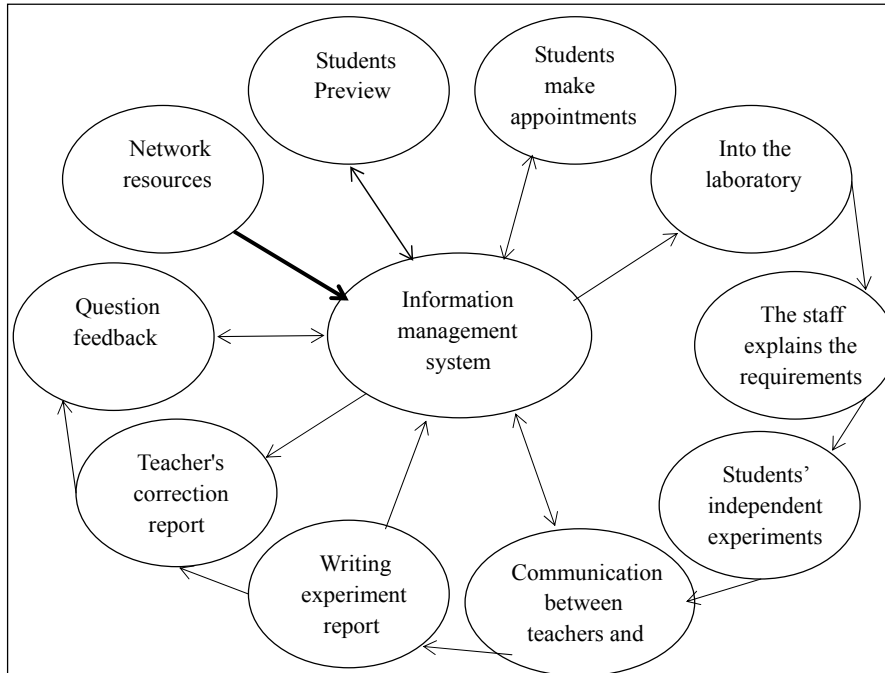 Students
Preview
Students
make
appointments
Network
resources
Into the
laboratory
Question
feedback
Information
management
system
The staff
explains the
requirements
Teacher's
correction
report
Students’
independent
experiments
Writing
experiment
report
Communication
between
teachers and